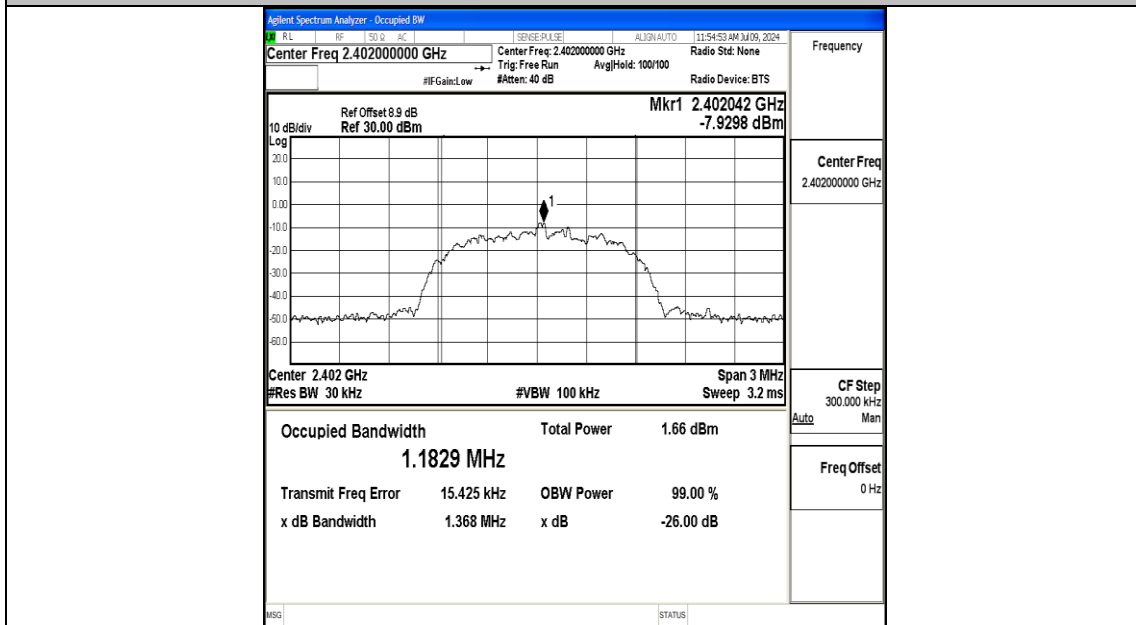 Agilent Spectrum Analyzer - Occupied BW
LXI RL RF 50 Ω AC SENSE:PULSE ALIGNAUTO 11:54:53 AM Jul 09, 2024
Center Freq 2.402000000 GHz
Center Freq: 2.402000000 GHz
Radio Std: None
Trig: Free Run Avg|Hold: 100/100
#IFGain:Low #Atten: 40 dB Radio Device: BTS
Frequency
Mkr1 2.402042 GHz
-7.9298 dBm
Ref Offset 8.9 dB
10 dB/div Ref 30.00 dBm
Log
20.0
10.0
0.00
-10.0
-20.0
-30.0
-40.0
-50.0
-60.0
1
Center 2.402 GHz Span 3 MHz
#Res BW 30 kHz #VBW 100 kHz Sweep 3.2 ms
Center Freq
2.402000000 GHz
CF Step
300.000 kHz
Auto Man
Freq Offset
0 Hz
Occupied Bandwidth Total Power 1.66 dBm
1.1829 MHz
Transmit Freq Error 15.425 kHz OBW Power 99.00 %
x dB Bandwidth 1.368 MHz x dB -26.00 dB
MSG STATUS